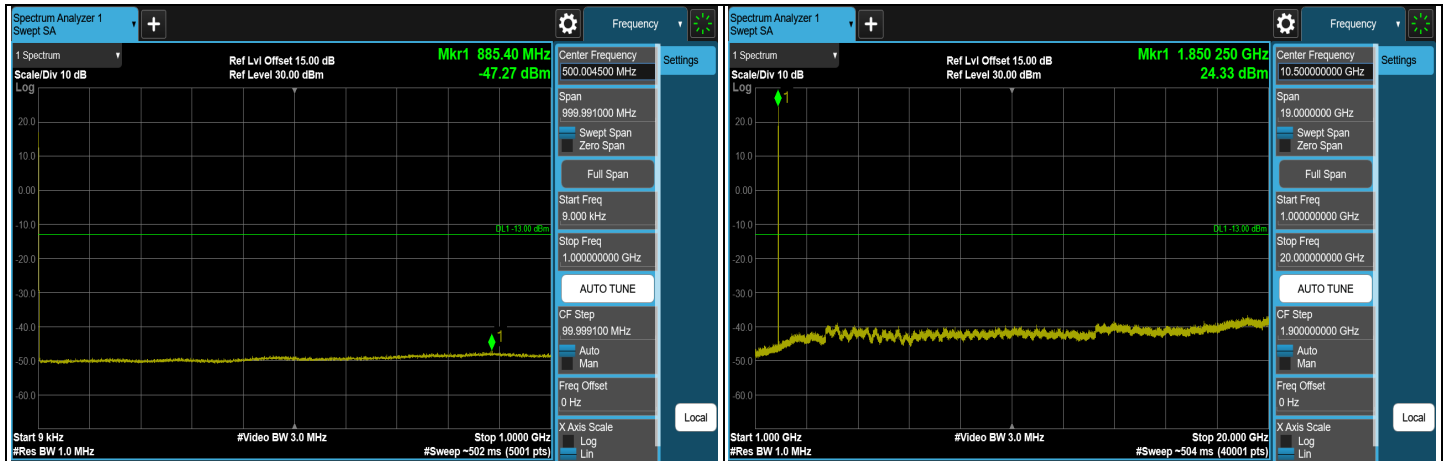 Spectrum Analyzer 1
Swept SA
+
Frequency
1 Spectrum
Scale/Div 10 dB
Log
Ref Lvl Offset 15.00 dB
Ref Level 30.00 dBm
Mkr1 885.40 MHz
-47.27 dBm
20.0
10.0
0.00
-10.0
-20.0
-30.0
-40.0
-50.0
-60.0
DL1 -13.00 dBm
1
Start 9 kHz
#Res BW 1.0 MHz
#Video BW 3.0 MHz
Stop 1.0000 GHz
#Sweep ~502 ms (5001 pts)
Center Frequency
500.004500 MHz
Settings
Span
999.991000 MHz
Swept Span
Zero Span
Full Span
Start Freq
9.000 kHz
Stop Freq
1.000000000 GHz
AUTO TUNE
CF Step
99.999100 MHz
Auto
Man
Freq Offset
0 Hz
X Axis Scale
Log
Lin
Local
Spectrum Analyzer 1
Swept SA
+
Frequency
1 Spectrum
Scale/Div 10 dB
Log
Ref Lvl Offset 15.00 dB
Ref Level 30.00 dBm
Mkr1 1.850 250 GHz
24.33 dBm
1
20.0
10.0
0.00
-10.0
-20.0
-30.0
-40.0
-50.0
-60.0
DL1 -13.00 dBm
Start 1.000 GHz
#Res BW 1.0 MHz
#Video BW 3.0 MHz
Stop 20.000 GHz
#Sweep ~504 ms (40001 pts)
Center Frequency
10.500000000 GHz
Settings
Span
19.0000000 GHz
Swept Span
Zero Span
Full Span
Start Freq
1.000000000 GHz
Stop Freq
20.000000000 GHz
AUTO TUNE
CF Step
1.900000000 GHz
Auto
Man
Freq Offset
0 Hz
X Axis Scale
Log
Lin
Local